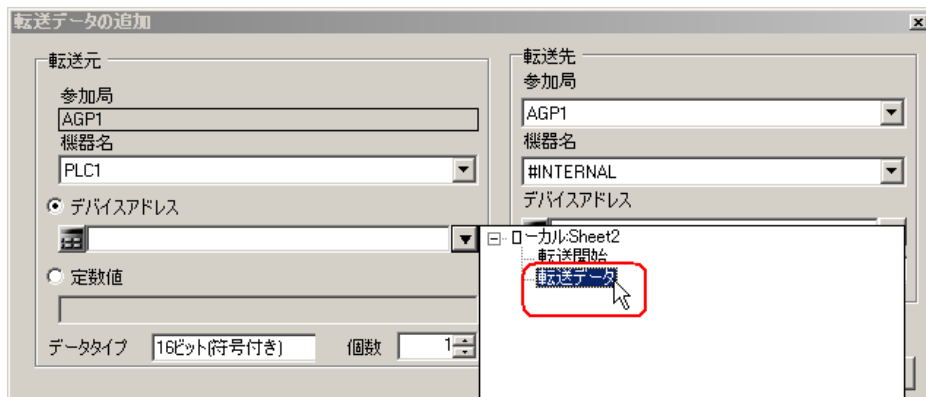 転送データの追加
転送元
参加局
AGP1
機器名
PLC1
デバイスアドレス
定数値
データタイプ 16ビット(符号付き) 個数 1
転送先
参加局
AGP1
機器名
#INTERNAL
デバイスアドレス
ローカル:Sheet2
転送開始
転送データ